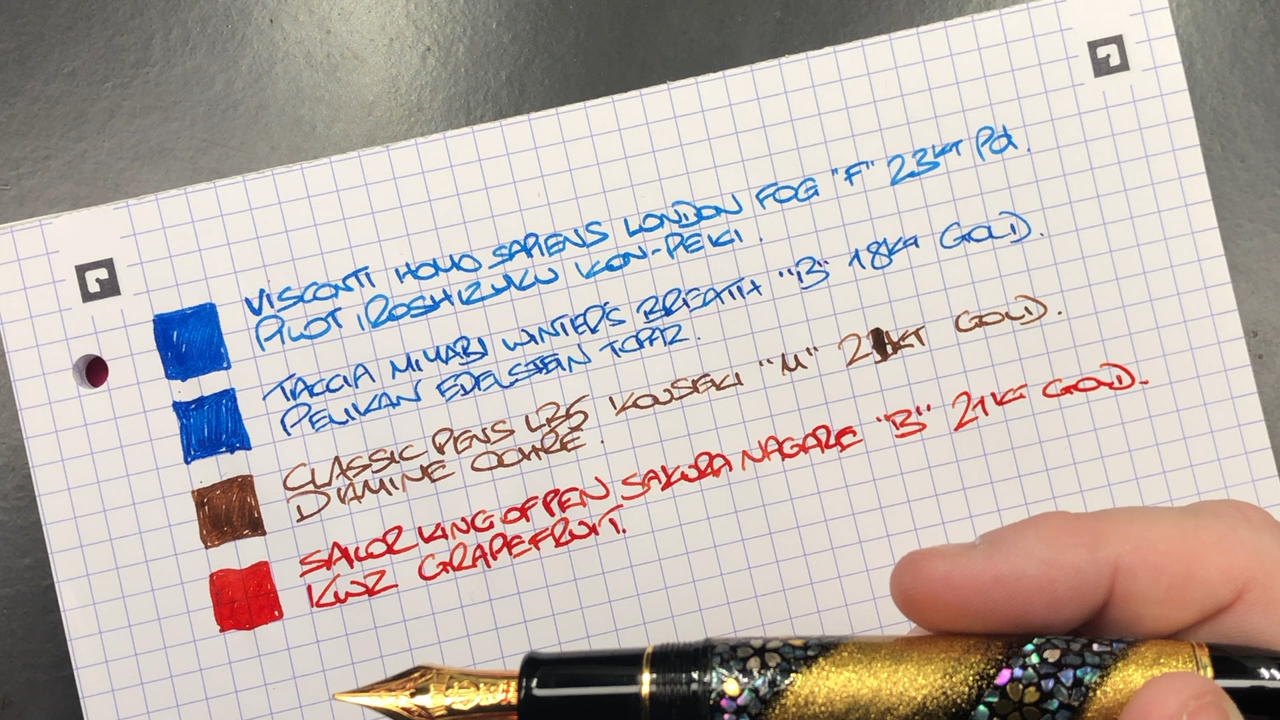 VISCONTI HOMO SAPIENS LONDON FOG "F" 23KT Pd.
PILOT IROSHIZUKU KON-PEKI.
TACCIA MIYABI WINTER'S BREATH "B" 18KT GOLD.
PELIKAN EDELSTEIN TOPAZ.
CLASSIC PENS LB5 KOUSEKI "M" 21KT GOLD.
DIAMINE OCHRE.
SAILOR KING OF PEN SAKURA NAGARE "B" 21KT GOLD.
KWZ GRAPEFRUIT.